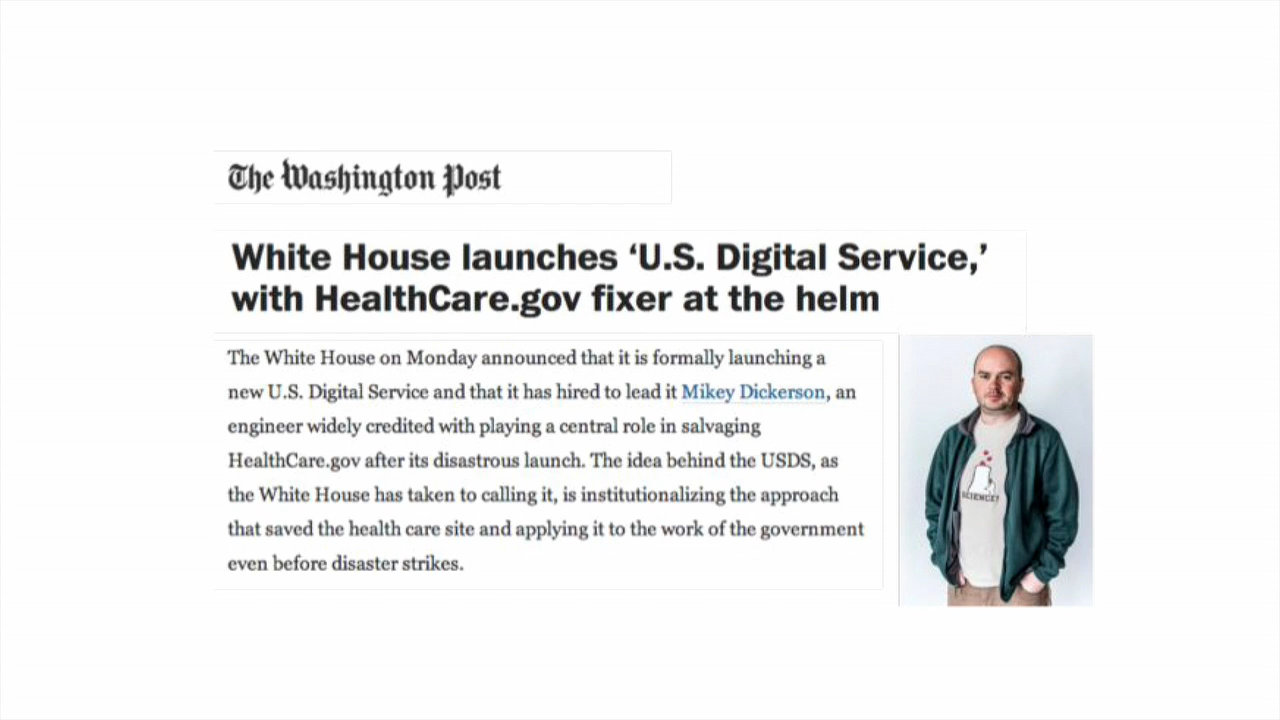 The Washington Post
White House launches ‘U.S. Digital Service,’
with HealthCare.gov fixer at the helm
The White House on Monday announced that it is formally launching a
new U.S. Digital Service and that it has hired to lead it Mikey Dickerson, an
engineer widely credited with playing a central role in salvaging
HealthCare.gov after its disastrous launch. The idea behind the USDS, as
the White House has taken to calling it, is institutionalizing the approach
that saved the health care site and applying it to the work of the government
even before disaster strikes.
SCIENCE?